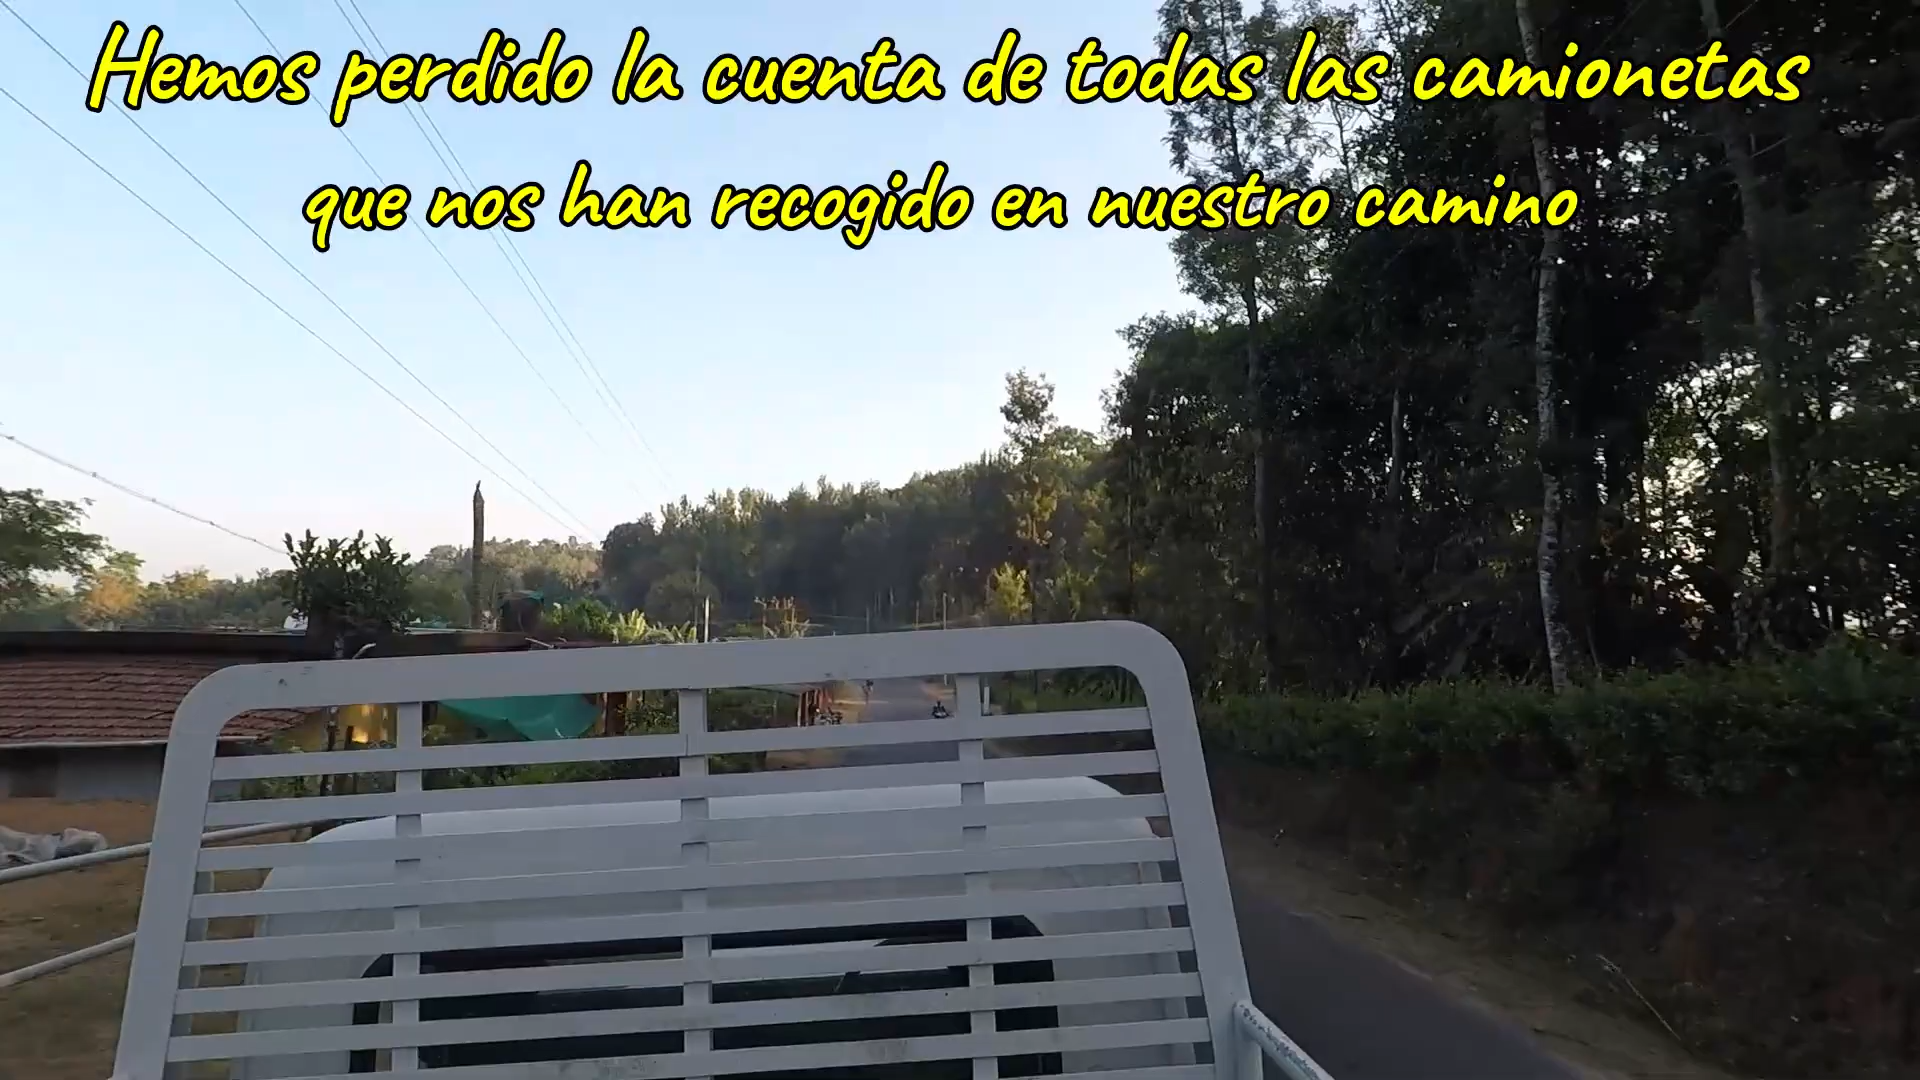 Hemos perdido la cuenta de todas las camionetas
que nos han recogido en nuestro camino